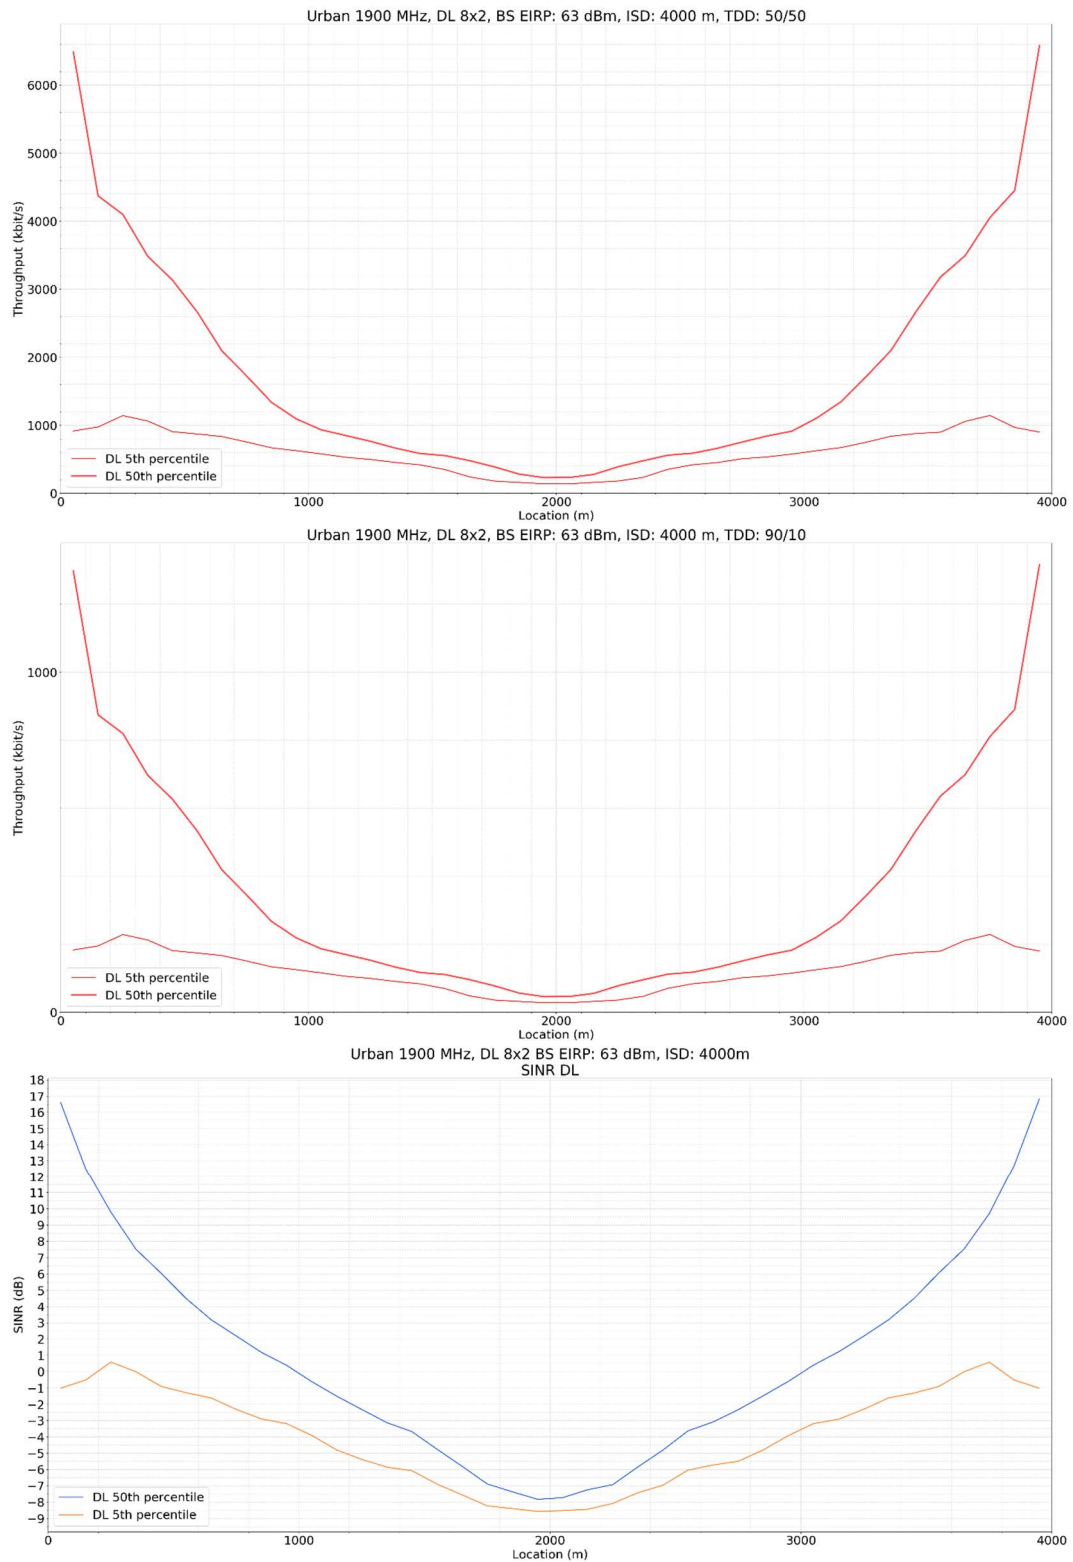 Urban 1900 MHz, DL 8x2, BS EIRP: 63 dBm, ISD: 4000 m, TDD: 50/50
6000
5000
4000
3000
2000
1000
0
Throughput (kbit/s)
DL 5th percentile
DL 50th percentile
0 1000 2000 3000 4000
Location (m)
Urban 1900 MHz, DL 8x2, BS EIRP: 63 dBm, ISD: 4000 m, TDD: 90/10
1000
0
Throughput (kbit/s)
DL 5th percentile
DL 50th percentile
0 1000 2000 3000 4000
Location (m)
Urban 1900 MHz, DL 8x2 BS EIRP: 63 dBm, ISD: 4000m
SINR DL
18
17
16
15
14
13
12
11
10
9
8
7
6
5
4
3
2
1
0
−1
−2
−3
−4
−5
−6
−7
−8
−9
SINR (dB)
DL 50th percentile
DL 5th percentile
0 1000 2000 3000 4000
Location (m)